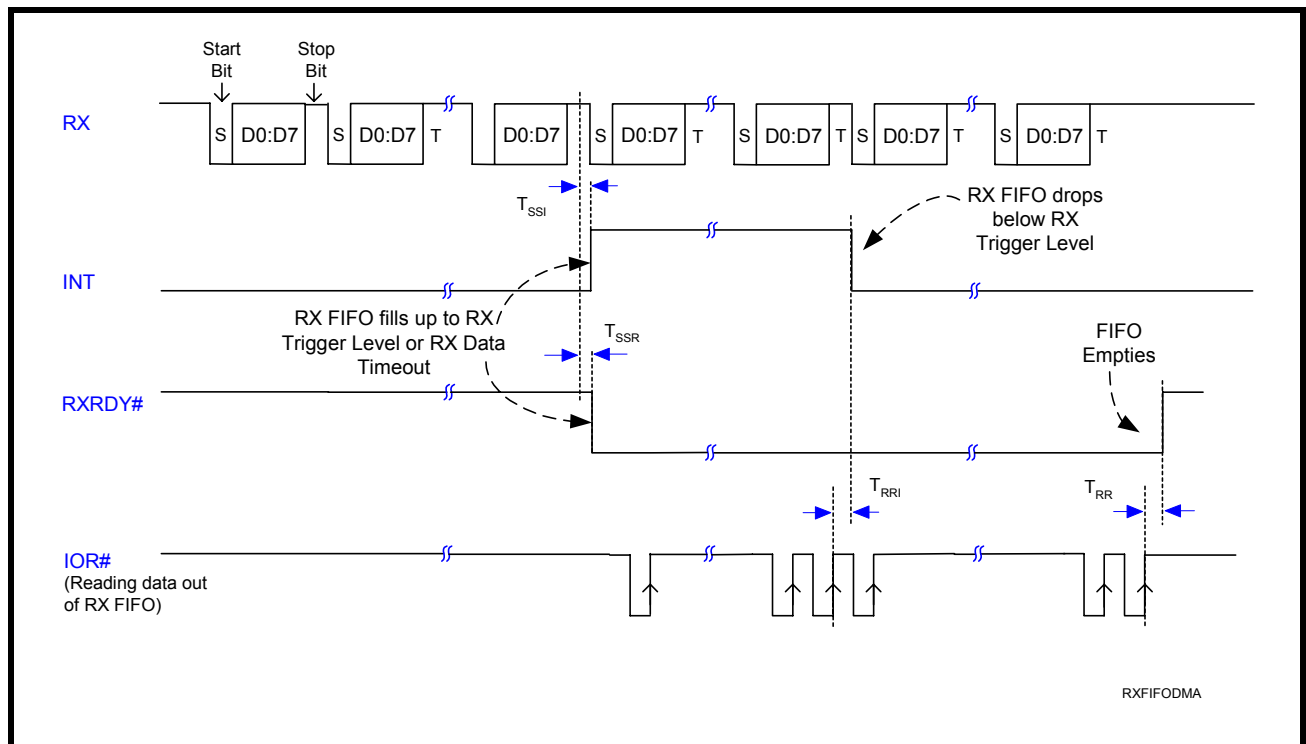 Start
Bit
Stop
Bit
RX
S D0:D7 S D0:D7 T D0:D7 S D0:D7 T S D0:D7 T S D0:D7 T S D0:D7 T
TSSI
RX FIFO drops
below RX
Trigger Level
INT
RX FIFO fills up to RX
Trigger Level or RX Data
Timeout
TSSR
FIFO
Empties
RXRDY#
TRRI
TRR
IOR#
(Reading data out
of RX FIFO)
RXFIFODMA